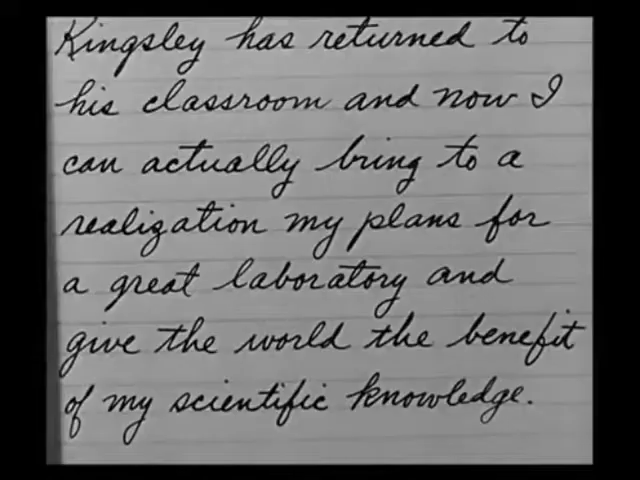 Kingsley has returned to
his classroom and now I
can actually bring to a
realization my plans for
a great laboratory and
give the world the benefit
of my scientific knowledge.